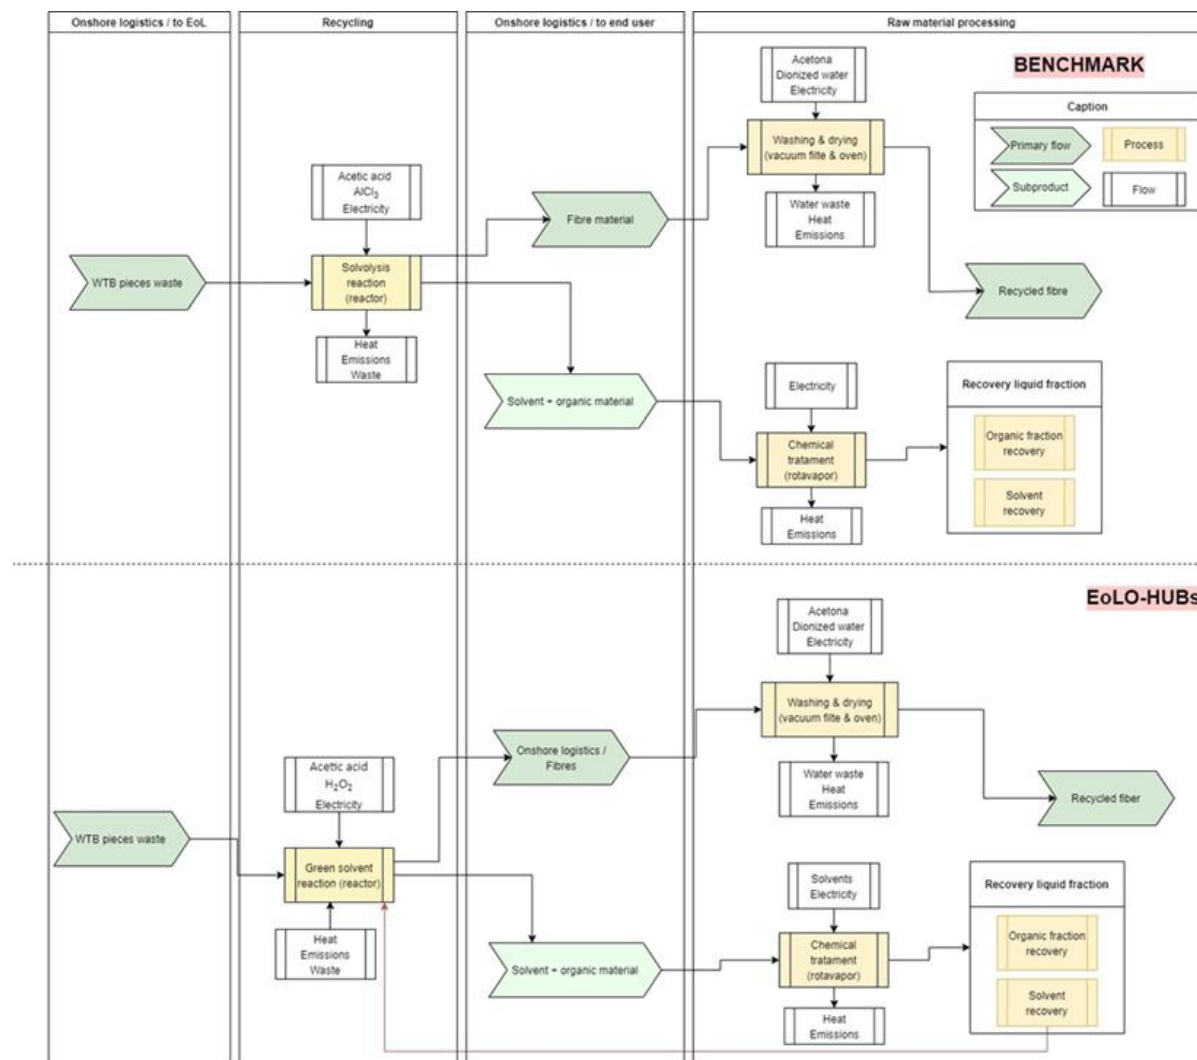 Onshore logistics / to EoL
Recycling
Onshore logistics / to end user
Raw material processing
BENCHMARK
Caption
Primary flow
Process
Subproduct
Flow
Acetona
Dionized water
Electricity
Washing & drying
(vacuum filte & oven)
Water waste
Heat
Emissions
Acetic acid
AlCl₃
Electricity
Solvolysis
reaction
(reactor)
Heat
Emissions
Waste
WTB pieces waste
Fibre material
Recycled fibre
Solvent + organic material
Electricity
Chemical
tratament
(rotavapor)
Heat
Emissions
Recovery liquid fraction
Organic fraction
recovery
Solvent
recovery
EoLO-HUBs
Acetona
Dionized water
Electricity
Washing & drying
(vacuum filte & oven)
Water waste
Heat
Emissions
Onshore logistics /
Fibres
Recycled fiber
Acetic acid
H₂O₂
Electricity
WTB pieces waste
Green solvent
reaction (reactor)
Heat
Emissions
Waste
Solvent + organic material
Solvents
Electricity
Chemical
tratament
(rotavapor)
Heat
Emissions
Recovery liquid fraction
Organic fraction
recovery
Solvent
recovery